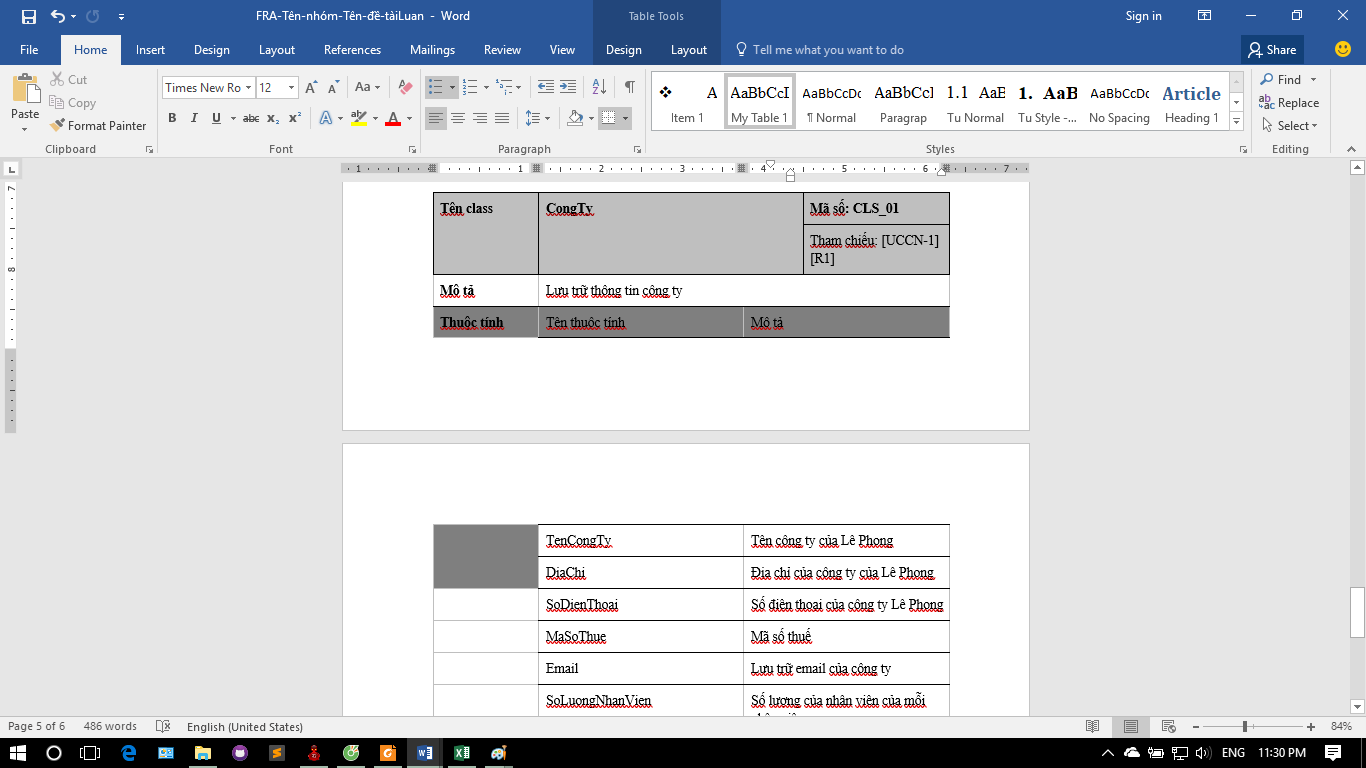 FRA-Tên-nhóm-Tên-đề-tàiLuan - Word
Table Tools
Sign in
File
Home
Insert
Design
Layout
References
Mailings
Review
View
Design
Layout
Tell me what you want to do
Share
Paste
Cut
Copy
Format Painter
Clipboard
Times New Ro
12
Font
Paragraph
AaBbCcI
AaBbCcDc
AaBbCcI
1.1 AaE
1. AaB
AaBbCcDc
Article
Item 1
My Table 1
¶ Normal
Paragrap
Tu Normal
Tu Style -...
No Spacing
Heading 1
Styles
Find
Replace
Select
Editing
Tên class
CongTy
Mã số: CLS_01
Tham chiếu: [UCCN-1]
[R1]
Mô tả
Lưu trữ thông tin công ty
Thuộc tính
Tên thuộc tính
Mô tả
TenCongTy
Tên công ty của Lê Phong
DiaChi
Địa chỉ của công ty của Lê Phong
SoDienThoai
Số điện thoại của công ty Lê Phong
MaSoThue
Mã số thuế
Email
Lưu trữ email của công ty
SoLuongNhanVien
Số lượng của nhân viên của mỗi
Page 5 of 6
486 words
English (United States)
84%
ENG
11:30 PM